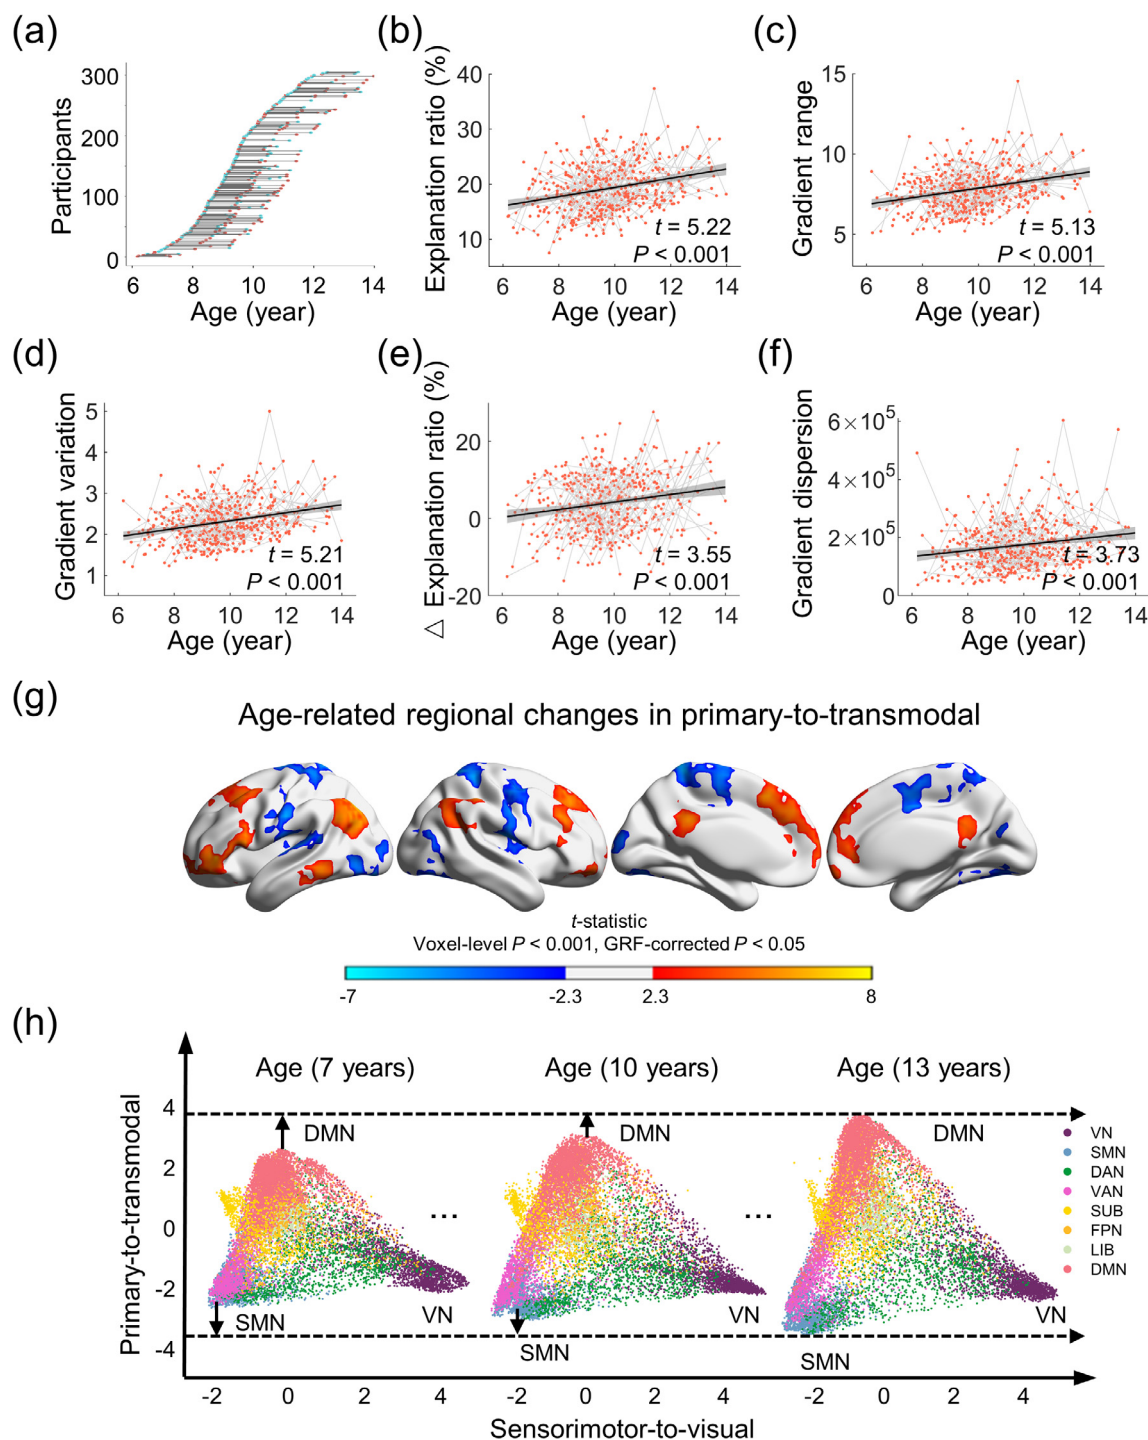 (a)
300
200
100
0
Participants
6 8 10 12 14
Age (year)
(b)
40
30
20
10
Explanation ratio (%)
t = 5.22
P < 0.001
6 8 10 12 14
Age (year)
(c)
15
10
5
Gradient range
t = 5.13
P < 0.001
6 8 10 12 14
Age (year)
(d)
5
4
3
2
1
Gradient variation
t = 5.21
P < 0.001
6 8 10 12 14
Age (year)
(e)
20
0
-20
△ Explanation ratio (%)
t = 3.55
P < 0.001
6 8 10 12 14
Age (year)
(f)
6×10⁵
4×10⁵
2×10⁵
0
Gradient dispersion
t = 3.73
P < 0.001
6 8 10 12 14
Age (year)
(g)
Age-related regional changes in primary-to-transmodal
t-statistic
Voxel-level P < 0.001, GRF-corrected P < 0.05
-7 -2.3 2.3 8
(h)
Age (7 years) Age (10 years) Age (13 years)
4
2
0
-2
-4
Primary-to-transmodal
DMN DMN DMN
... ...
VN VN VN
SMN SMN SMN
VN
SMN
DAN
VAN
SUB
FPN
LIB
DMN
-2 0 2 4 -2 0 2 4 -2 0 2 4
Sensorimotor-to-visual